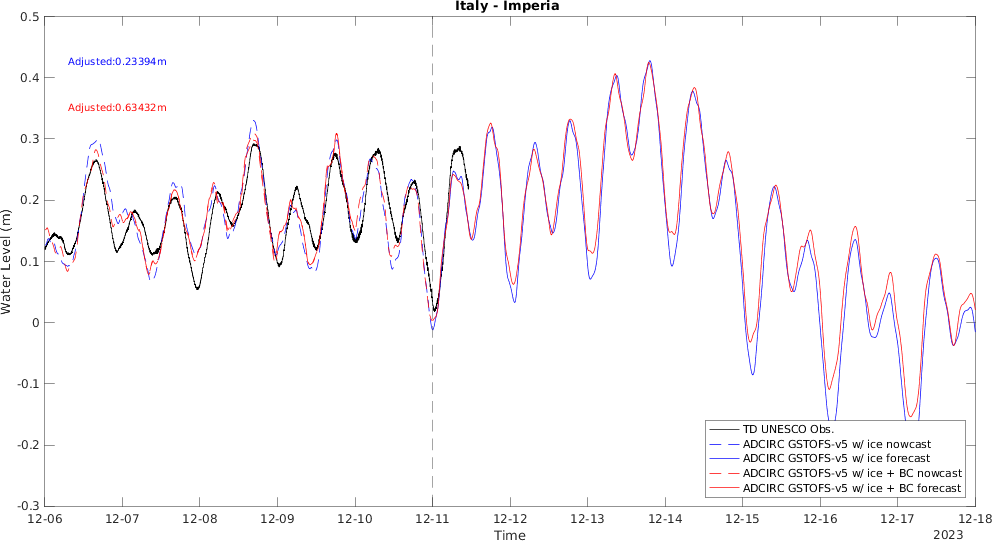 Italy - Imperia
Adjusted:0.23394m
Adjusted:0.63432m
Water Level (m)
0.5
0.4
0.3
0.2
0.1
0
-0.1
-0.2
-0.3
TD UNESCO Obs.
ADCIRC GSTOFS-v5 w/ ice nowcast
ADCIRC GSTOFS-v5 w/ ice forecast
ADCIRC GSTOFS-v5 w/ ice + BC nowcast
ADCIRC GSTOFS-v5 w/ ice + BC forecast
12-06 12-07 12-08 12-09 12-10 12-11 12-12 12-13 12-14 12-15 12-16 12-17 12-18
Time
2023